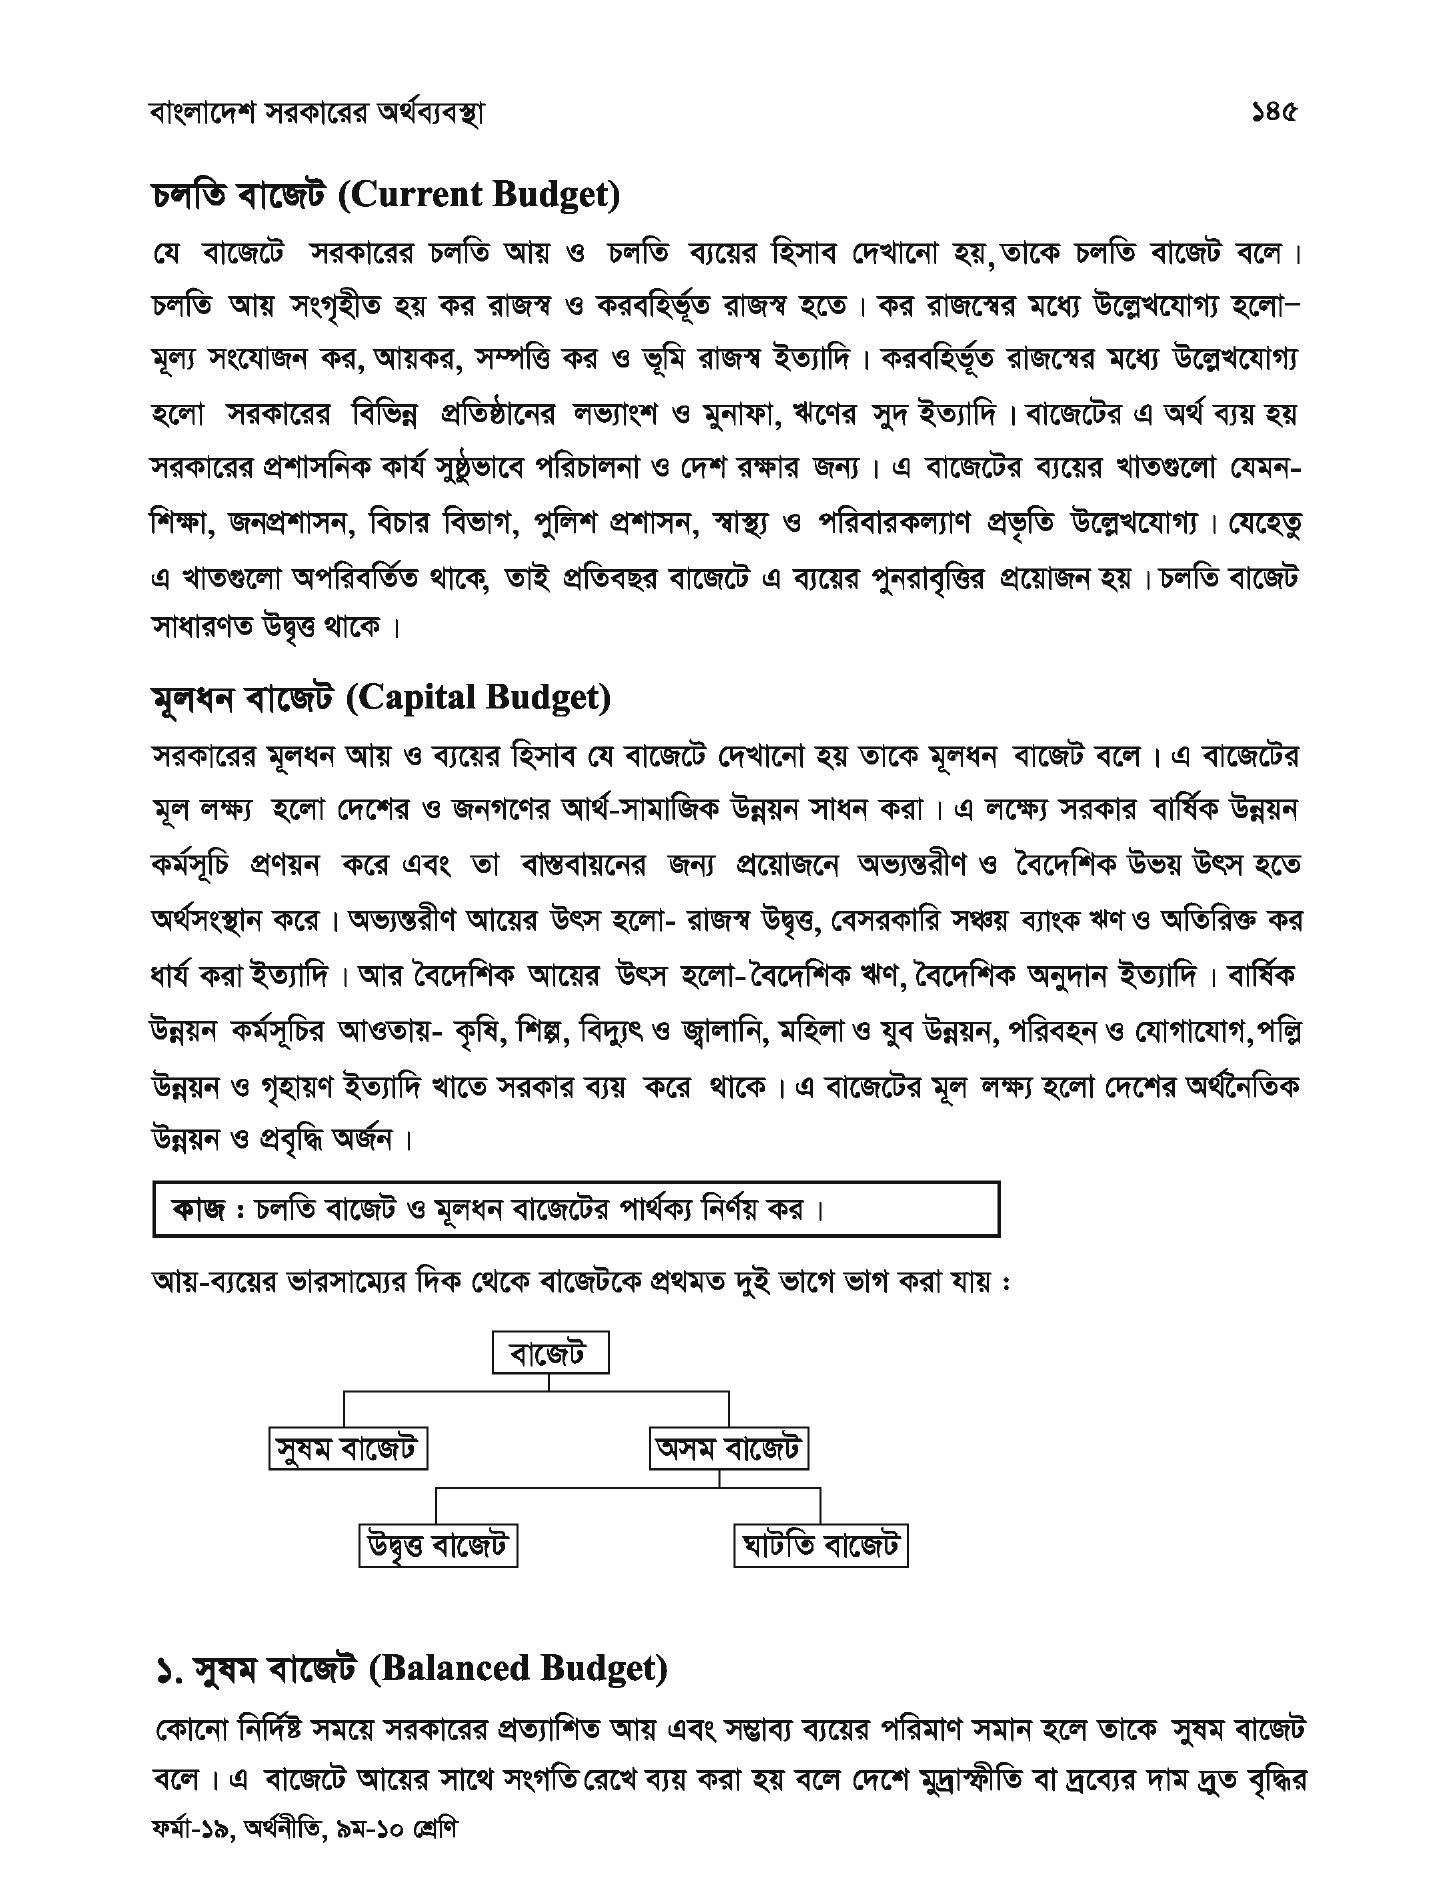 বাংলাদেশ সরকারের অর্থব্যবস্থা ১৪৫
চলতি বাজেট (Current Budget)
যে বাজেটে সরকারের চলতি আয় ও চলতি ব্যয়ের হিসাব দেখানো হয়, তাকে চলতি বাজেট বলে।
চলতি আয় সংগৃহীত হয় কর রাজস্ব ও করবহির্ভূত রাজস্ব হতে। কর রাজস্বের মধ্যে উল্লেখযোগ্য হলো–
মূল্য সংযোজন কর, আয়কর, সম্পত্তি কর ও ভূমি রাজস্ব ইত্যাদি। করবহির্ভূত রাজস্বের মধ্যে উল্লেখযোগ্য
হলো সরকারের বিভিন্ন প্রতিষ্ঠানের লভ্যাংশ ও মুনাফা, ঋণের সুদ ইত্যাদি। বাজেটের এ অর্থ ব্যয় হয়
সরকারের প্রশাসনিক কার্য সুষ্ঠুভাবে পরিচালনা ও দেশ রক্ষার জন্য। এ বাজেটের ব্যয়ের খাতগুলো যেমন-
শিক্ষা, জনপ্রশাসন, বিচার বিভাগ, পুলিশ প্রশাসন, স্বাস্থ্য ও পরিবারকল্যাণ প্রভৃতি উল্লেখযোগ্য। যেহেতু
এ খাতগুলো অপরিবর্তিত থাকে, তাই প্রতিবছর বাজেটে এ ব্যয়ের পুনরাবৃত্তির প্রয়োজন হয়। চলতি বাজেট
সাধারণত উদ্বৃত্ত থাকে।
মূলধন বাজেট (Capital Budget)
সরকারের মূলধন আয় ও ব্যয়ের হিসাব যে বাজেটে দেখানো হয় তাকে মূলধন বাজেট বলে। এ বাজেটের
মূল লক্ষ্য হলো দেশের ও জনগণের আর্থ-সামাজিক উন্নয়ন সাধন করা। এ লক্ষ্যে সরকার বার্ষিক উন্নয়ন
কর্মসূচি প্রণয়ন করে এবং তা বাস্তবায়নের জন্য প্রয়োজনে অভ্যন্তরীণ ও বৈদেশিক উভয় উৎস হতে
অর্থসংস্থান করে। অভ্যন্তরীণ আয়ের উৎস হলো- রাজস্ব উদ্বৃত্ত, বেসরকারি সঞ্চয় ব্যাংক ঋণ ও অতিরিক্ত কর
ধার্য করা ইত্যাদি। আর বৈদেশিক আয়ের উৎস হলো- বৈদেশিক ঋণ, বৈদেশিক অনুদান ইত্যাদি। বার্ষিক
উন্নয়ন কর্মসূচির আওতায়- কৃষি, শিল্প, বিদ্যুৎ ও জ্বালানি, মহিলা ও যুব উন্নয়ন, পরিবহন ও যোগাযোগ, পল্লি
উন্নয়ন ও গৃহায়ণ ইত্যাদি খাতে সরকার ব্যয় করে থাকে। এ বাজেটের মূল লক্ষ্য হলো দেশের অর্থনৈতিক
উন্নয়ন ও প্রবৃদ্ধি অর্জন।
কাজ : চলতি বাজেট ও মূলধন বাজেটের পার্থক্য নির্ণয় কর।
আয়-ব্যয়ের ভারসাম্যের দিক থেকে বাজেটকে প্রথমত দুই ভাগে ভাগ করা যায় :
বাজেট
সুষম বাজেট অসম বাজেট
উদ্বৃত্ত বাজেট ঘাটতি বাজেট
১. সুষম বাজেট (Balanced Budget)
কোনো নির্দিষ্ট সময়ে সরকারের প্রত্যাশিত আয় এবং সম্ভাব্য ব্যয়ের পরিমাণ সমান হলে তাকে সুষম বাজেট
বলে। এ বাজেটে আয়ের সাথে সংগতি রেখে ব্যয় করা হয় বলে দেশে মুদ্রাস্ফীতি বা দ্রব্যের দাম দ্রুত বৃদ্ধির
ফর্মা-১৯, অর্থনীতি, ৯ম-১০ শ্রেণি